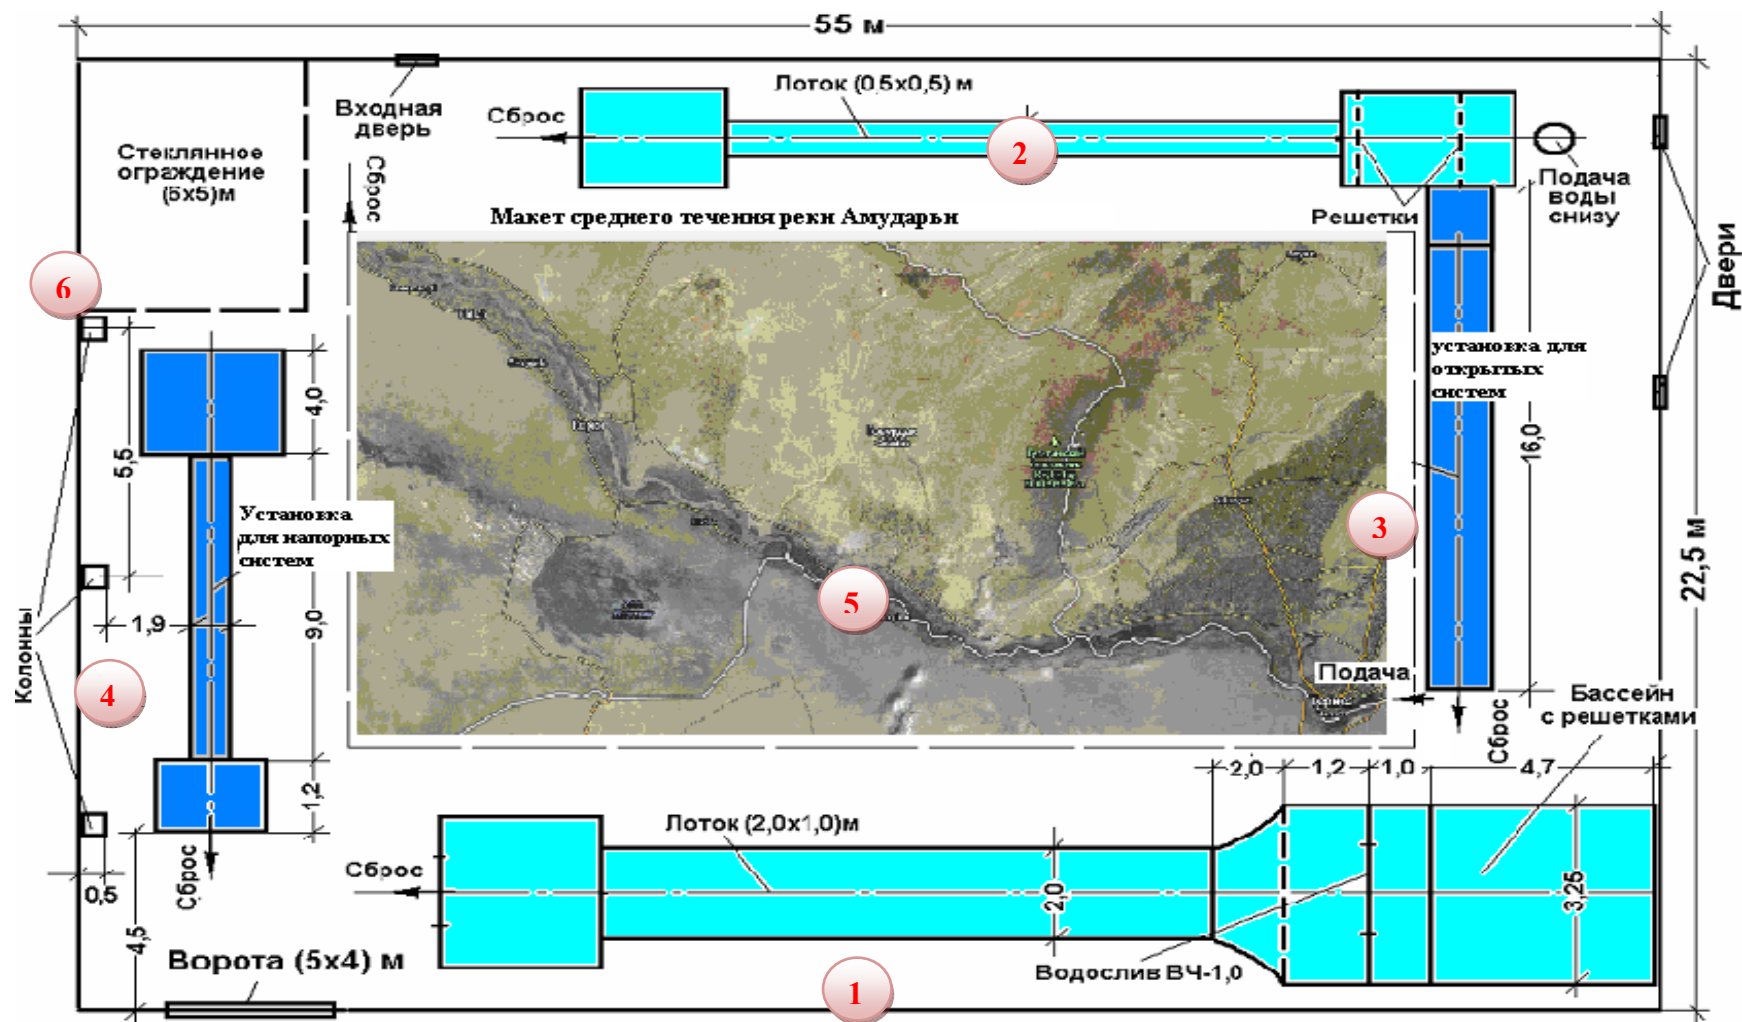 55 м
Входная
дверь
Сброс
Лоток (0,5х0,5) м
2
Стеклянное
ограждение
(5х5)м
Сброс
Подача
воды
снизу
Решетки
Макет среднего течения реки Амударьи
Двери
6
установка для
открытых
систем
4,0
5,5
16,0
Установка
для напорных
систем
3
22,5 м
5
1,9
9,0
Колонны
4
Подача
Сброс
Бассейн
с решетками
2,0
1,2
1,0
4,7
1,2
Лоток (2,0х1,0)м
Сброс
Сброс
0,5
2,0
3,25
4,5
Ворота (5х4) м
Водослив ВЧ-1,0
1